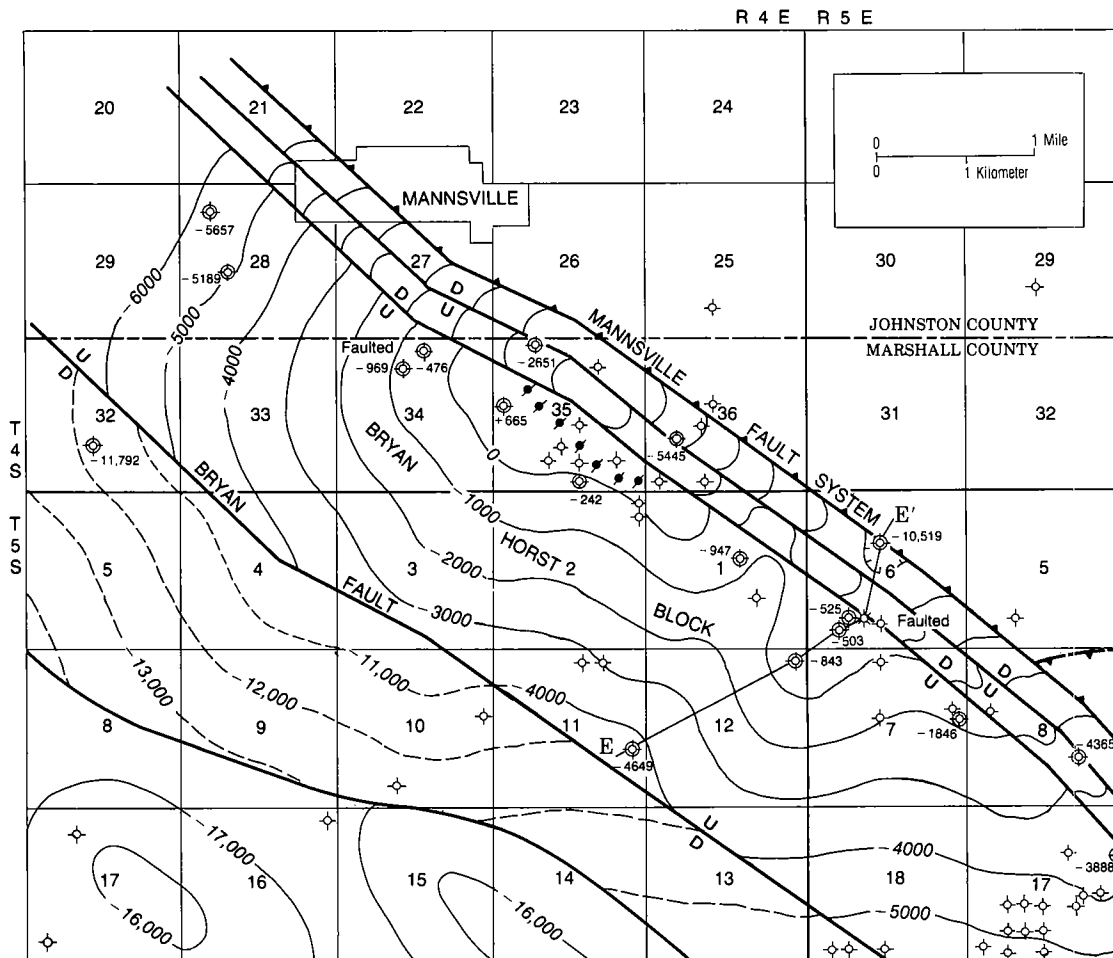 R 4 E R 5 E
20
21
22
23
24
0 1 Mile
0 1 Kilometer
MANNSVILLE
-5657
29
28
27
26
25
30
29
-5189
-6000
-5000
-4000
D
D
U
D
U
MANNSVILLE
FAULT
SYSTEM
JOHNSTON COUNTY
MARSHALL COUNTY
Faulted
-969
-476
-2651
U
D
32
33
34
35
36
31
32
+665
T
4
S
BRYAN
0
-5445
-11,792
BRYAN
-242
T
5
S
-1000
E'
-10,519
5
4
3
HORST 2
-947
1
6
5
-2000
BLOCK
-525
-503
Faulted
FAULT
-3000
-843
-13,000
-12,000
-11,000
-4000
D
D
U
U
8
9
10
11
12
7
8
E
-4649
-1846
-4365
-17,000
U
D
-4000
-3888
17
16
15
14
13
18
17
-16,000
-16,000
-5000